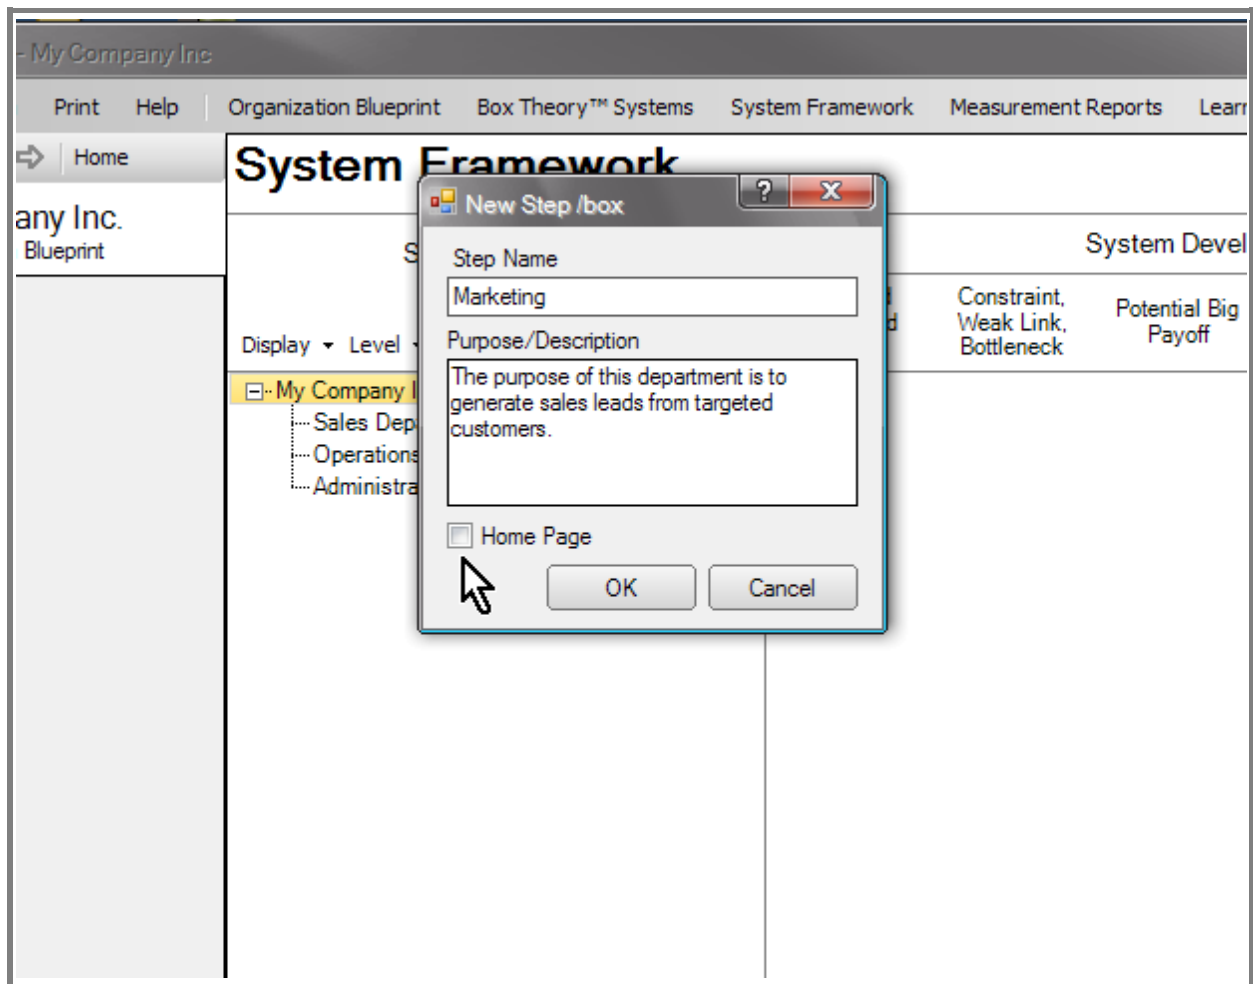 - My Company Inc
Print Help Organization Blueprint Box Theory™ Systems System Framework Measurement Reports Learn
Home
System Framework
any Inc.
Blueprint
System Devel
Constraint,
Weak Link,
Bottleneck
Potential Big
Payoff
Display Level
My Company I
Sales Dep
Operations
Administra
New Step /box
?
X
Step Name
Marketing
Purpose/Description
The purpose of this department is to
generate sales leads from targeted
customers.
Home Page
OK Cancel